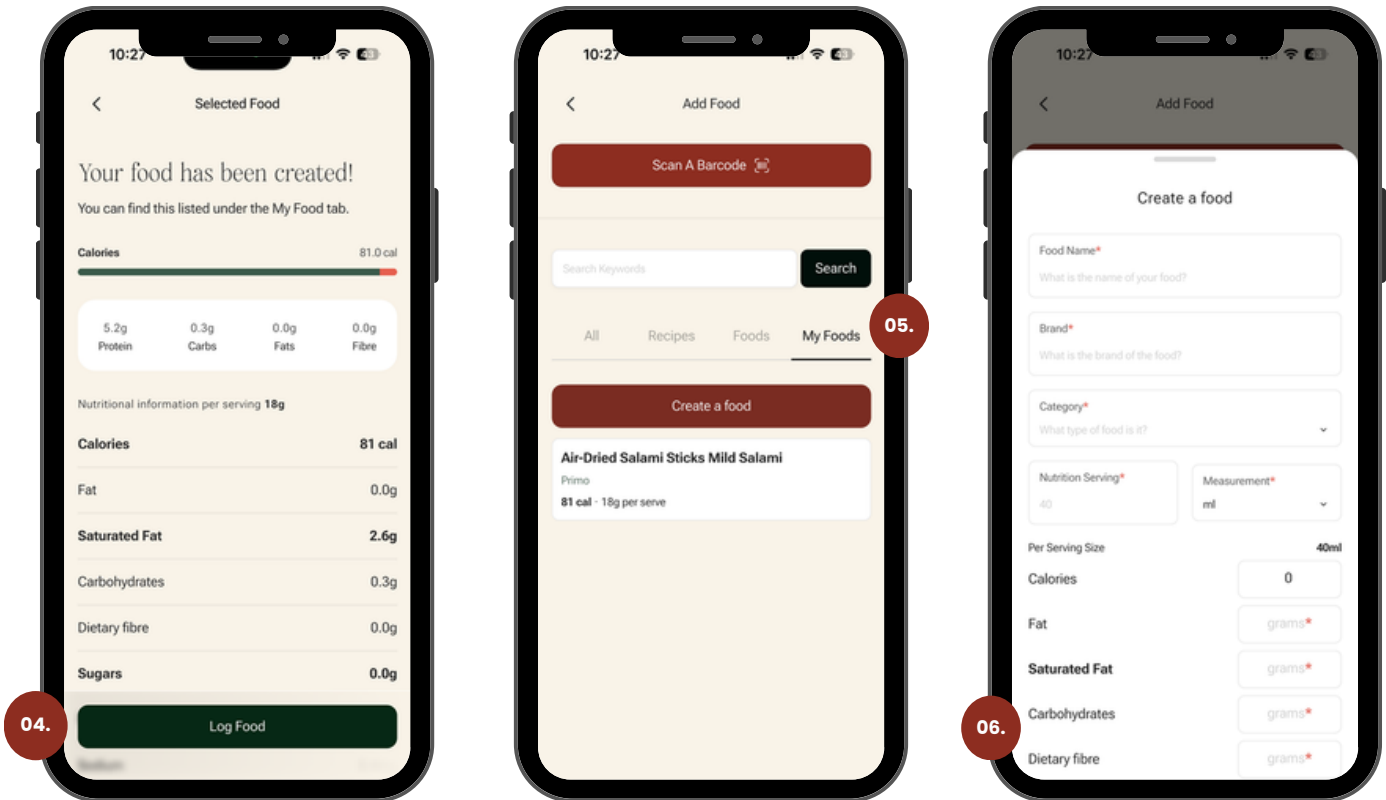 10:27
43
Selected Food
Your food has been created!
You can find this listed under the My Food tab.
Calories 81.0 cal
5.2g 0.3g 0.0g 0.0g
Protein Carbs Fats Fibre
Nutritional information per serving 18g
Calories 81 cal
Fat 0.0g
Saturated Fat 2.6g
Carbohydrates 0.3g
Dietary fibre 0.0g
Sugars 0.0g
Log Food
Sodium
04.
10:27
43
Add Food
Scan A Barcode
Search Keywords Search
All Recipes Foods My Foods
05.
Create a food
Air-Dried Salami Sticks Mild Salami
Primo
81 cal · 18g per serve
10:27
Add Food
Create a food
Food Name*
What is the name of your food?
Brand*
What is the brand of the food?
Category*
What type of food is it?
Nutrition Serving* Measurement*
40 ml
Per Serving Size 40ml
Calories 0
Fat grams*
Saturated Fat grams*
Carbohydrates grams*
06.
Dietary fibre grams*